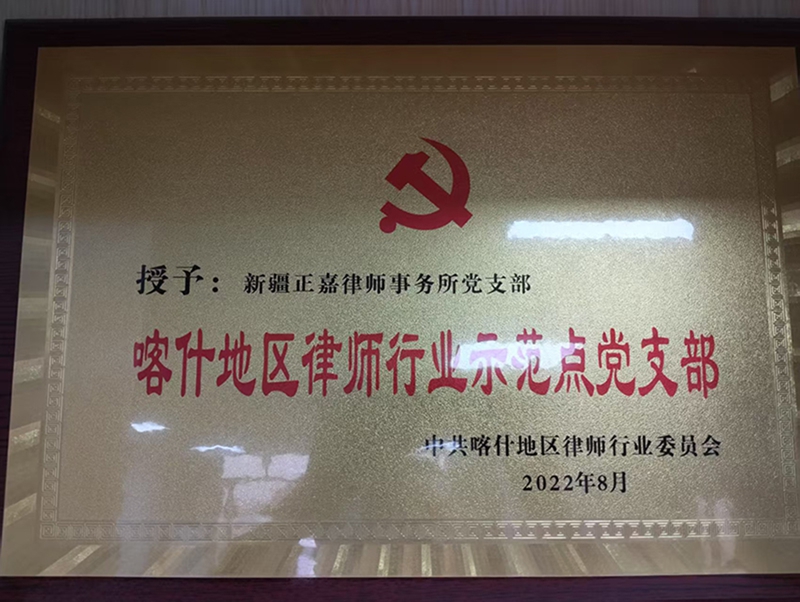 授予：新疆正嘉律师事务所党支部
喀什地区律师行业示范点党支部
中共喀什地区律师行业委员会
2022年8月